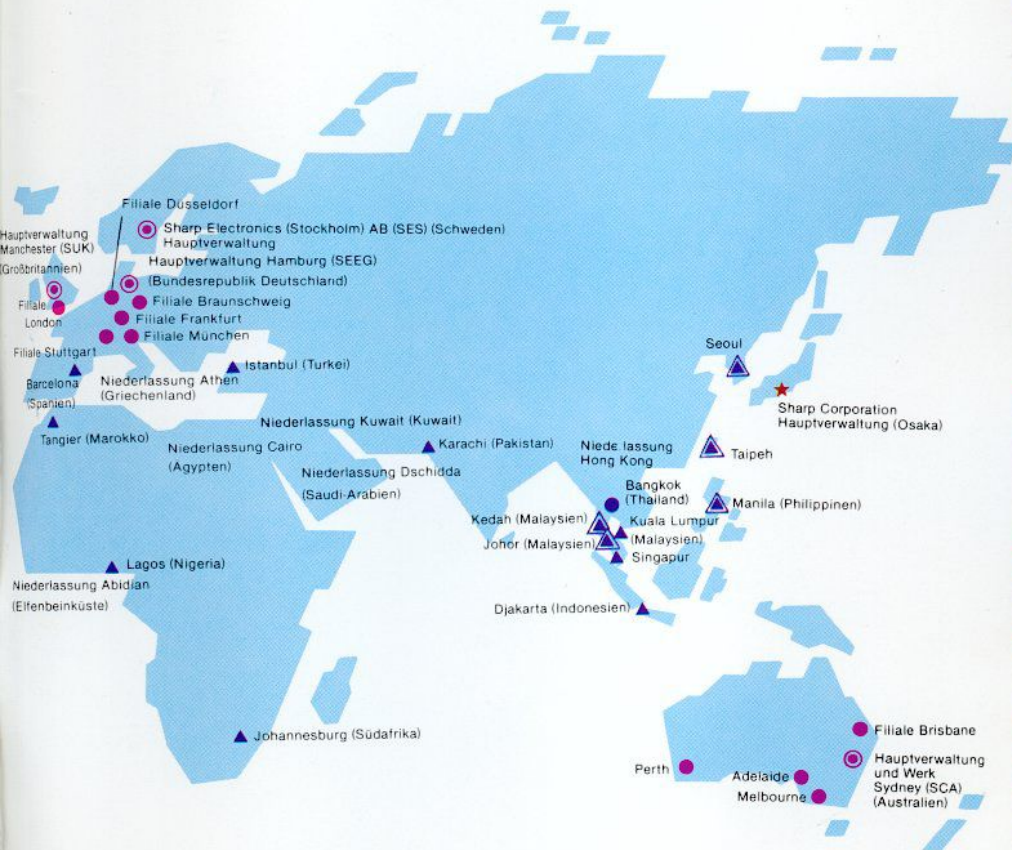 Filiale Düsseldorf
Sharp Electronics (Stockholm) AB (SES) (Schweden)
Hauptverwaltung
Hauptverwaltung
Manchester (SUK)
(Großbritannien)
Hauptverwaltung Hamburg (SEEG)
(Bundesrepublik Deutschland)
Filiale
London
Filiale Braunschweig
Filiale Frankfurt
Filiale München
Filiale Stuttgart
Barcelona
(Spanien)
Niederlassung Athen
(Griechenland)
Istanbul (Turkei)
Tangier (Marokko)
Niederlassung Kuwait (Kuwait)
Niederlassung Cairo
(Agypten)
Niederlassung Dschidda
(Saudi-Arabien)
Karachi (Pakistan)
Seoul
Sharp Corporation
Hauptverwaltung (Osaka)
Niede lassung
Hong Kong
Taipeh
Bangkok
(Thailand)
Manila (Philippinen)
Kedah (Malaysien)
Kuala Lumpur
(Malaysien)
Johor (Malaysien)
Singapur
Djakarta (Indonesien)
Lagos (Nigeria)
Niederlassung Abidian
(Elfenbeinküste)
Johannesburg (Südafrika)
Filiale Brisbane
Hauptverwaltung
und Werk
Sydney (SCA)
(Australien)
Perth
Adelaide
Melbourne